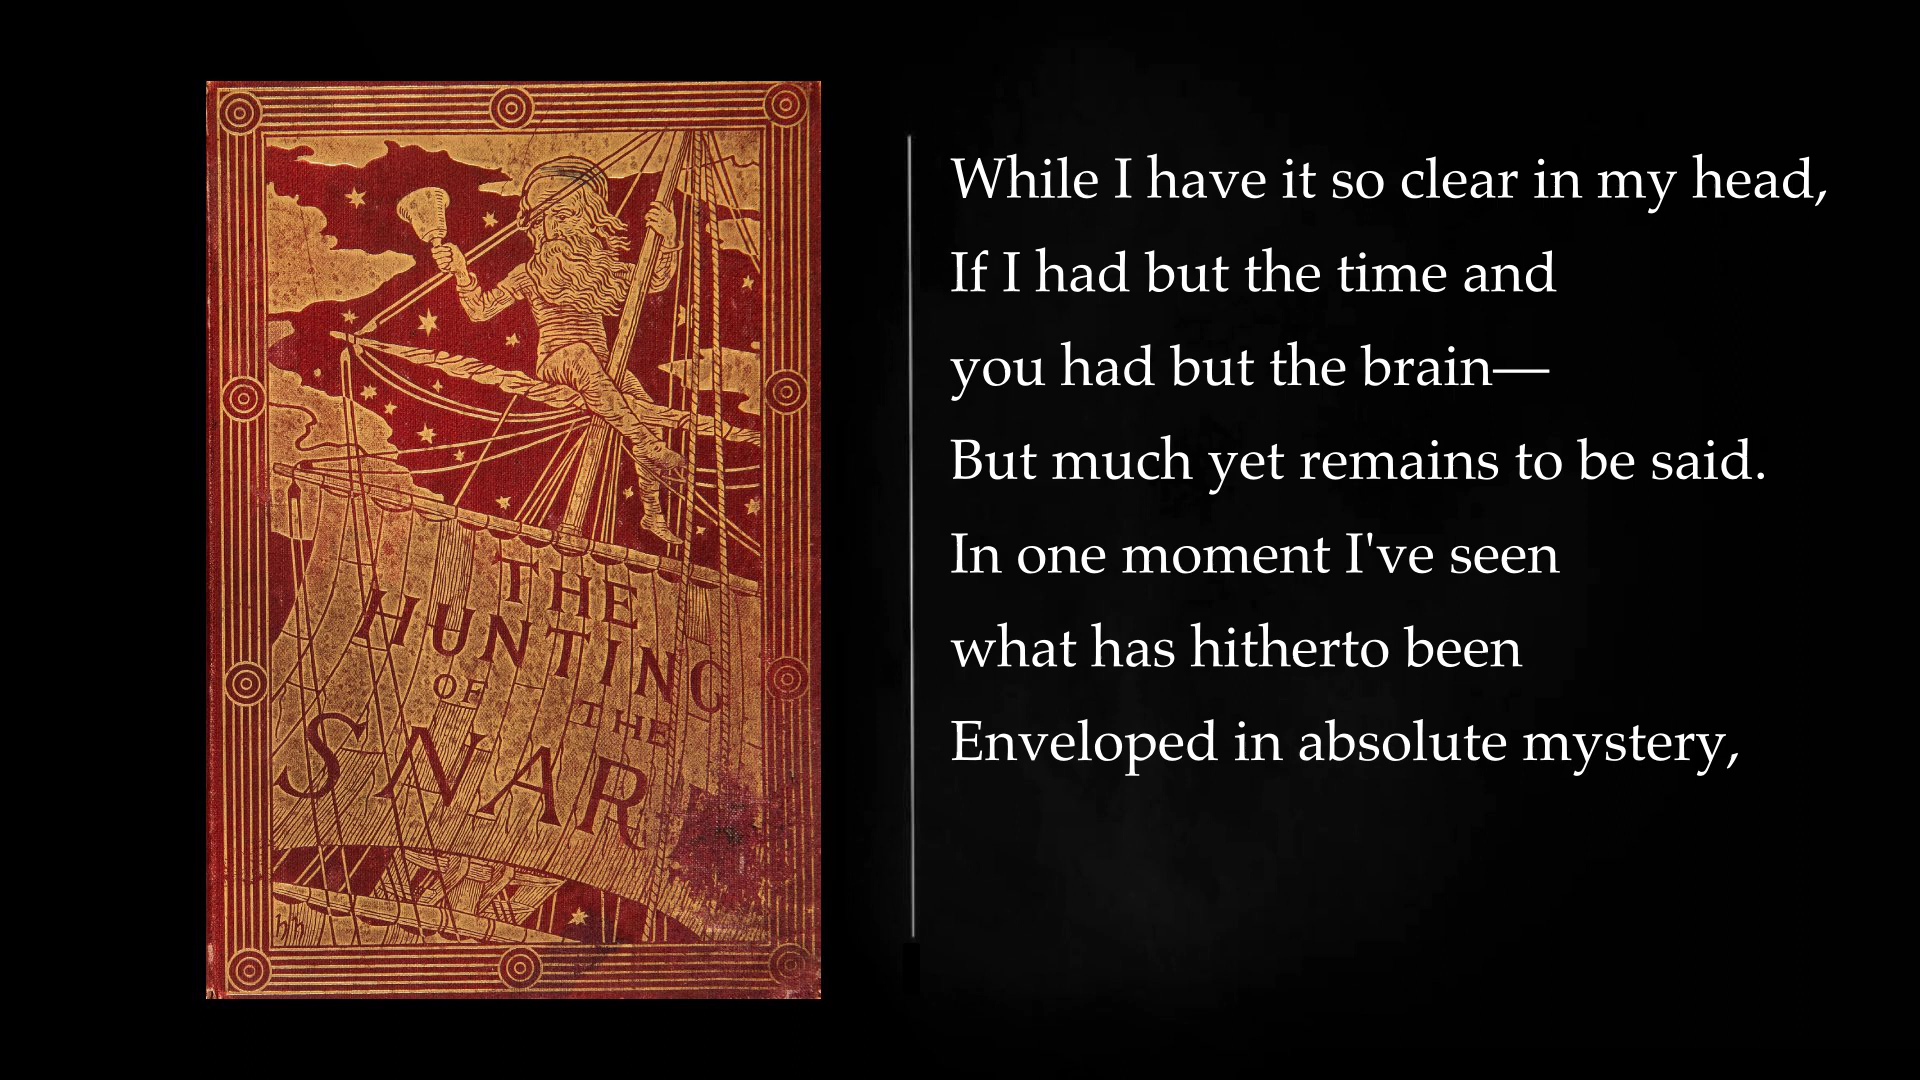 THE
HUNTING
OF THE
SNAR
While I have it so clear in my head,
If I had but the time and
you had but the brain—
But much yet remains to be said.
In one moment I've seen
what has hitherto been
Enveloped in absolute mystery,